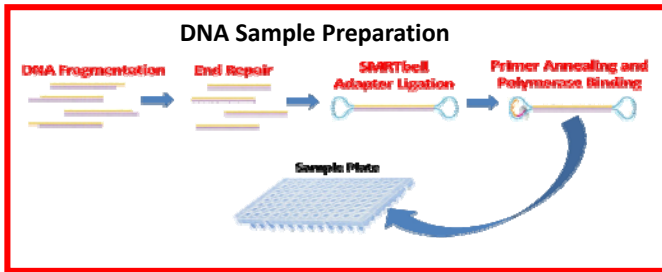 DNA Sample Preparation
DNA Fragmentation
End Repair
SMRTbell
Adapter Ligation
Primer Annealing and
Polymerase Binding
Sample Plate